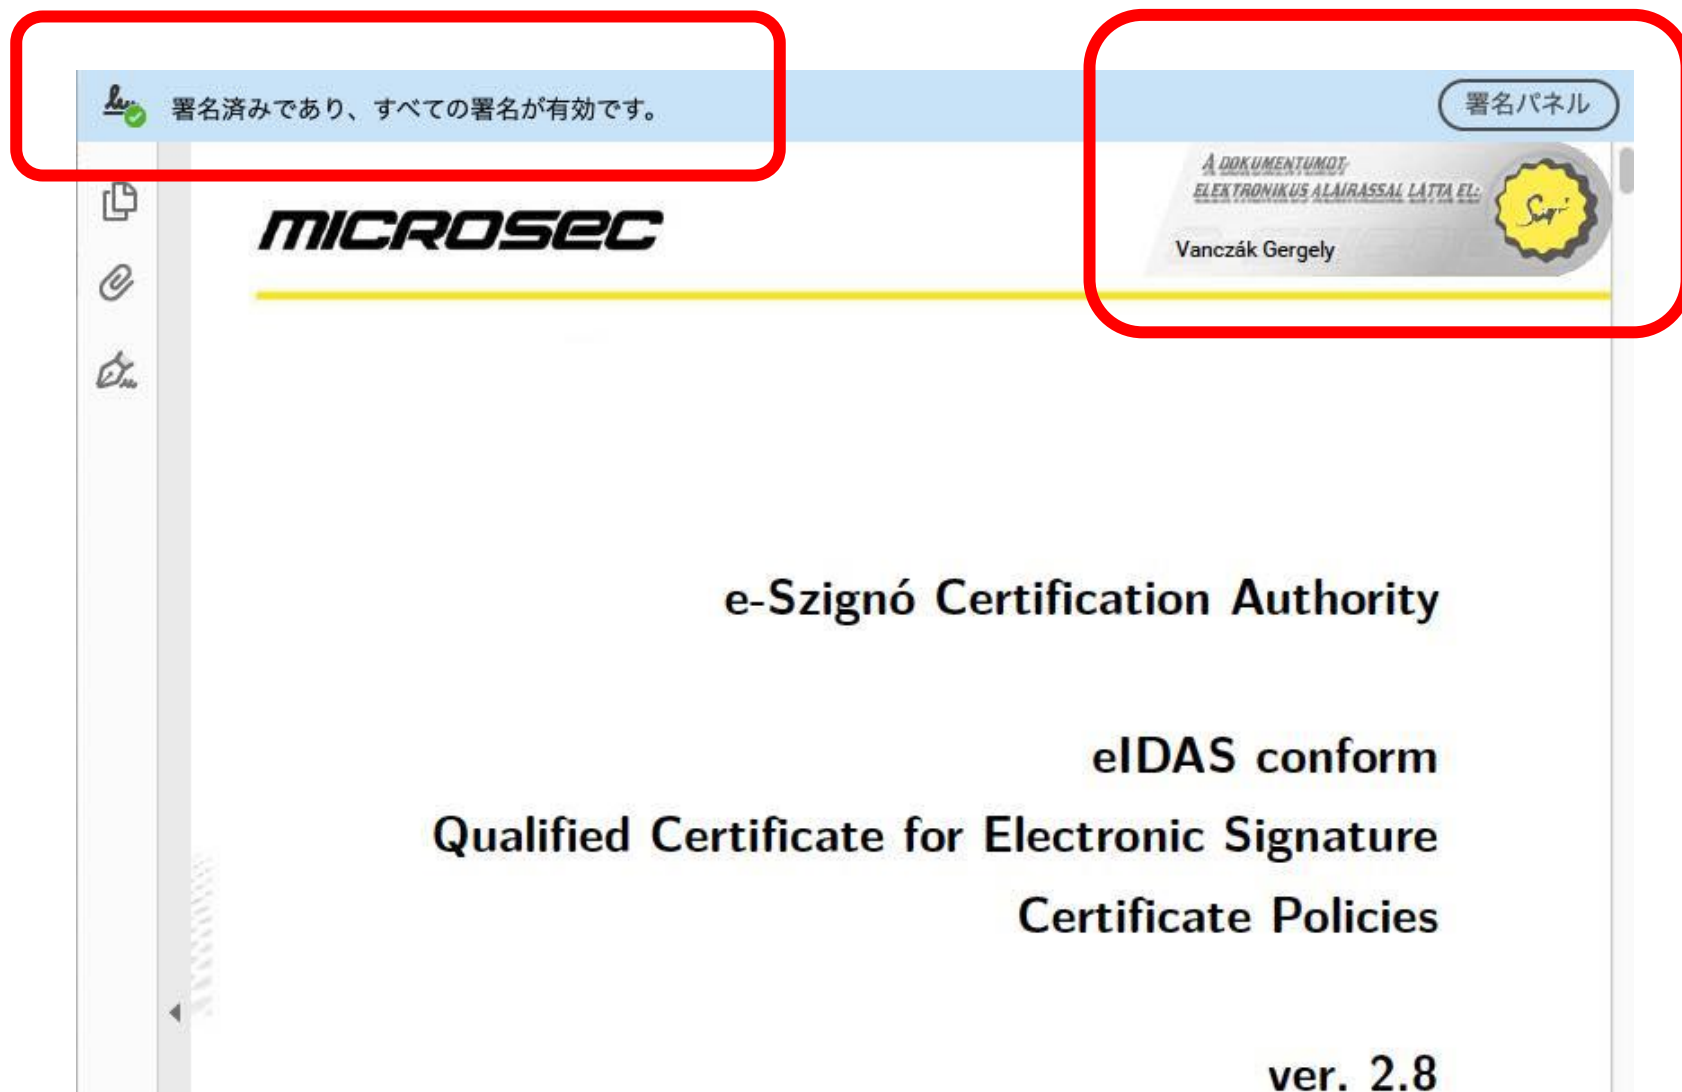 署名済みであり、すべての署名が有効です。
署名パネル
A DOKUMENTUMOT
ELEKTRONIKUS ALÁÍRÁSSAL LÁTTA EL:
Vanczák Gergely
microsec
e-Szignó Certification Authority
eIDAS conform
Qualified Certificate for Electronic Signature
Certificate Policies
ver. 2.8